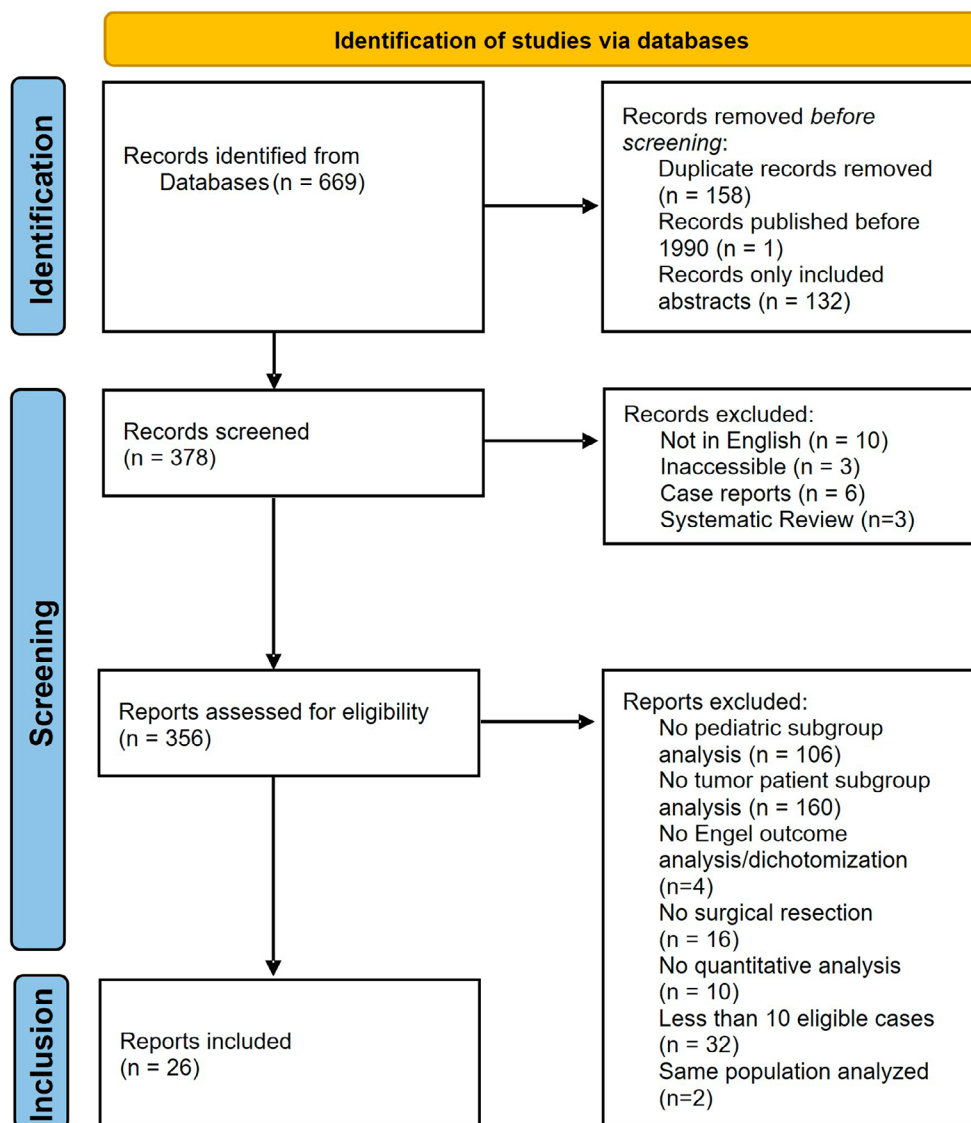 Identification of studies via databases
Identification
Records identified from
Databases (n = 669)
Records removed before
screening:
Duplicate records removed
(n = 158)
Records published before
1990 (n = 1)
Records only included
abstracts (n = 132)
Screening
Records screened
(n = 378)
Records excluded:
Not in English (n = 10)
Inaccessible (n = 3)
Case reports (n = 6)
Systematic Review (n=3)
Reports assessed for eligibility
(n = 356)
Reports excluded:
No pediatric subgroup
analysis (n = 106)
No tumor patient subgroup
analysis (n = 160)
No Engel outcome
analysis/dichotomization
(n=4)
No surgical resection
(n = 16)
No quantitative analysis
(n = 10)
Less than 10 eligible cases
(n = 32)
Same population analyzed
(n=2)
Inclusion
Reports included
(n = 26)